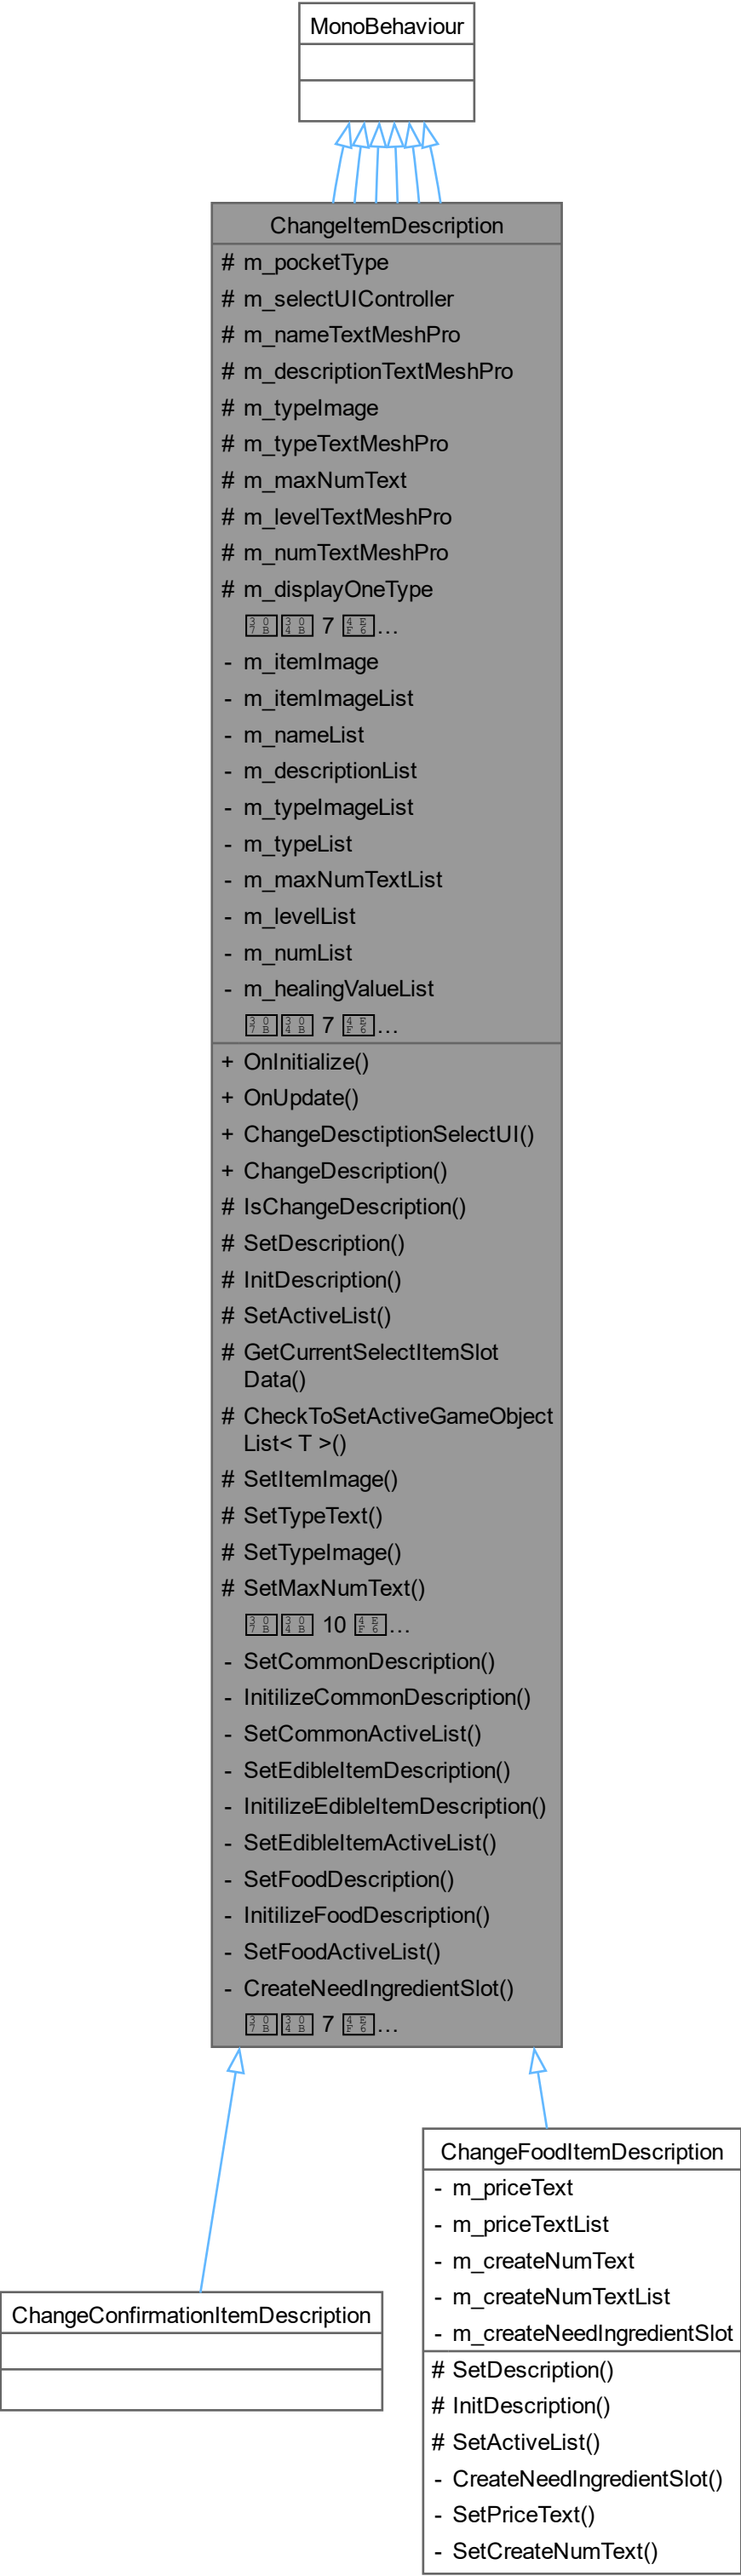 MonoBehaviour
ChangeItemDescription
# m_pocketType
# m_selectUIController
# m_nameTextMeshPro
# m_descriptionTextMeshPro
# m_typeImage
# m_typeTextMeshPro
# m_maxNumText
# m_levelTextMeshPro
# m_numTextMeshPro
# m_displayOneType
7 ...
- m_itemImage
- m_itemImageList
- m_nameList
- m_descriptionList
- m_typeImageList
- m_typeList
- m_maxNumTextList
- m_levelList
- m_numList
- m_healingValueList
7 ...
+ OnInitialize()
+ OnUpdate()
+ ChangeDesctiptionSelectUI()
+ ChangeDescription()
# IsChangeDescription()
# SetDescription()
# InitDescription()
# SetActiveList()
# GetCurrentSelectItemSlot
Data()
# CheckToSetActiveGameObject
List< T >()
# SetItemImage()
# SetTypeText()
# SetTypeImage()
# SetMaxNumText()
10 ...
- SetCommonDescription()
- InitilizeCommonDescription()
- SetCommonActiveList()
- SetEdibleItemDescription()
- InitilizeEdibleItemDescription()
- SetEdibleItemActiveList()
- SetFoodDescription()
- InitilizeFoodDescription()
- SetFoodActiveList()
- CreateNeedIngredientSlot()
7 ...
ChangeFoodItemDescription
- m_priceText
- m_priceTextList
- m_createNumText
- m_createNumTextList
- m_createNeedIngredientSlot
# SetDescription()
# InitDescription()
# SetActiveList()
- CreateNeedIngredientSlot()
- SetPriceText()
- SetCreateNumText()
ChangeConfirmationItemDescription